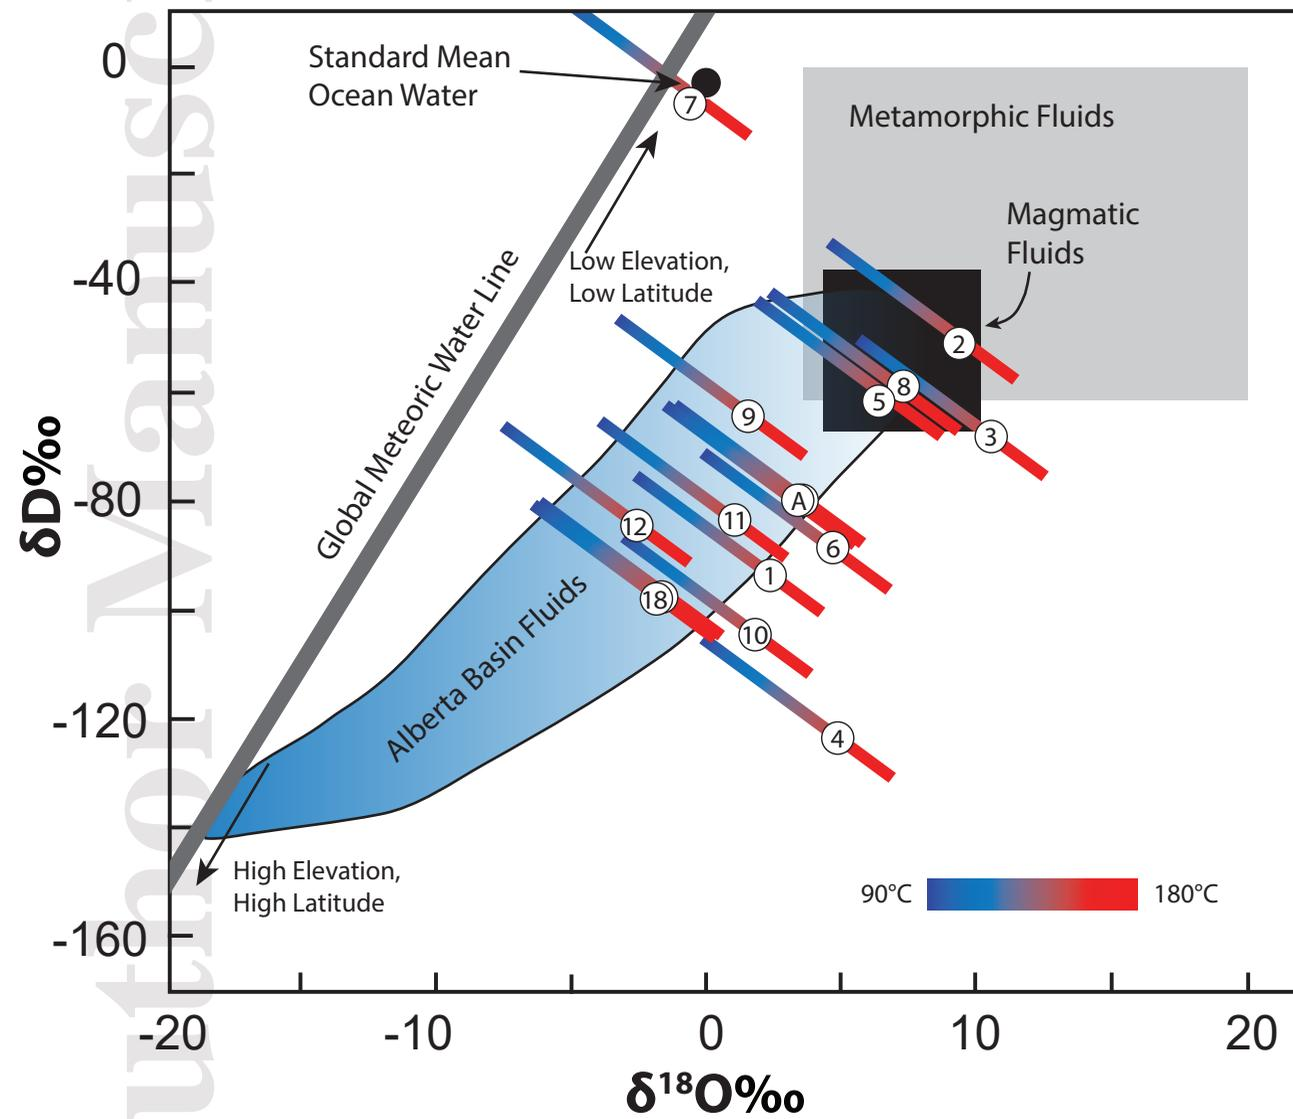 0
-40
-80
-120
-160
δD‰
-20
-10
0
10
20
δ¹⁸O‰
Standard Mean
Ocean Water
7
Metamorphic Fluids
Magmatic
Fluids
Low Elevation,
Low Latitude
Global Meteoric Water Line
2
8
5
3
9
A
6
12
11
1
18
10
4
Alberta Basin Fluids
High Elevation,
High Latitude
90°C
180°C
uthor Manusc